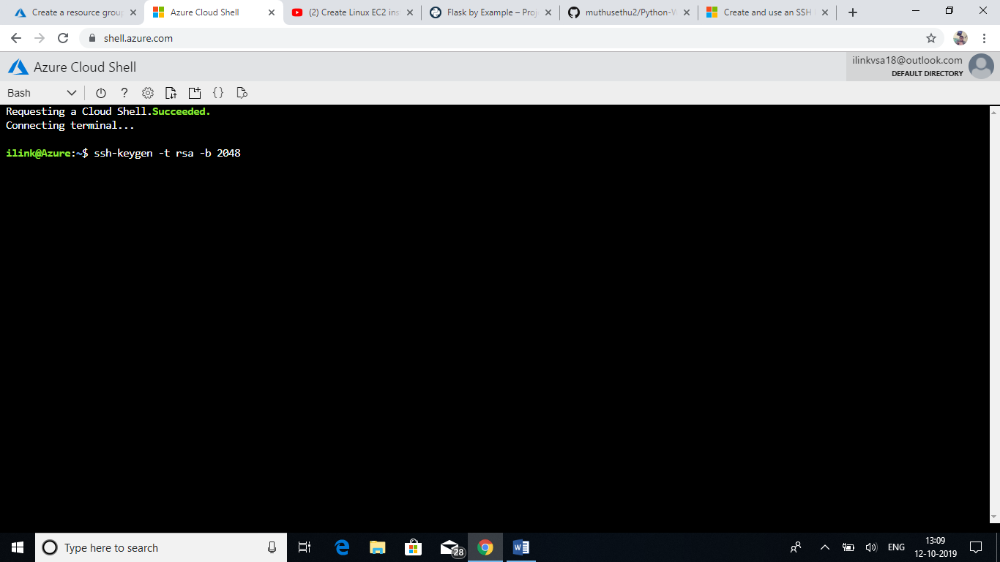 Create a resource group
Azure Cloud Shell
(2) Create Linux EC2 ins
Flask by Example – Proj
muthusethu2/Python-W
Create and use an SSH
shell.azure.com
Azure Cloud Shell
ilinkvsa18@outlook.com
DEFAULT DIRECTORY
Bash
?
{}
Requesting a Cloud Shell.Succeeded.
Connecting terminal...
ilink@Azure:~$ ssh-keygen -t rsa -b 2048
Type here to search
28
ENG
13:09
12-10-2019